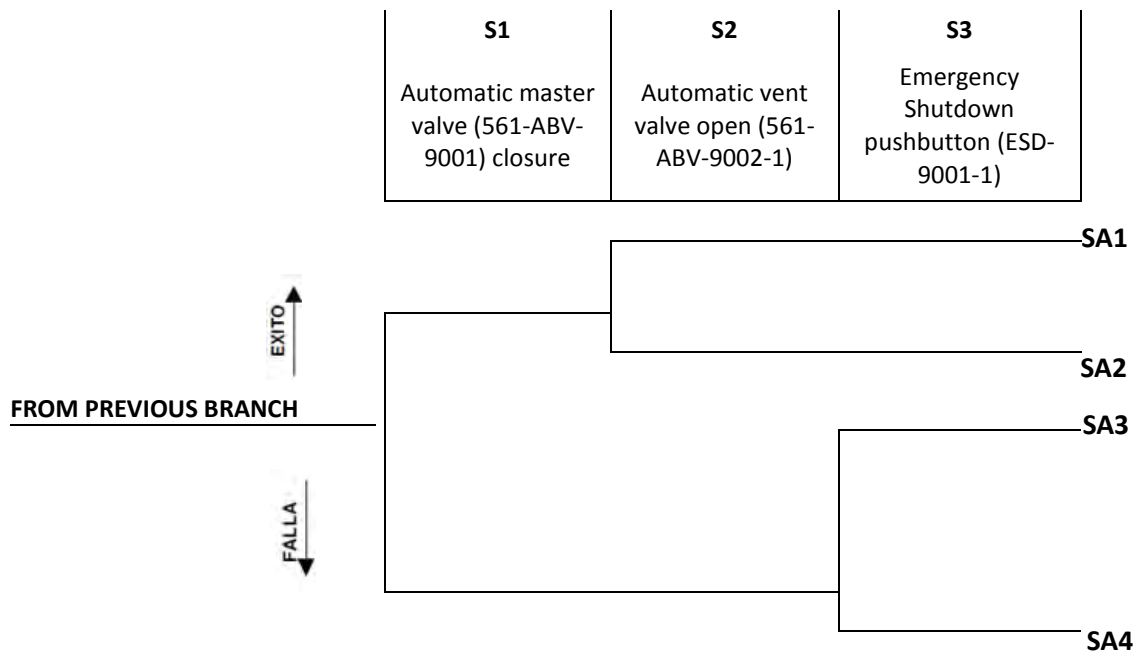 S1
Automatic master
valve (561-ABV-
9001) closure
S2
Automatic vent
valve open (561-
ABV-9002-1)
S3
Emergency
Shutdown
pushbutton (ESD-
9001-1)
SA1
EXITO
SA2
FROM PREVIOUS BRANCH
SA3
FALLA
SA4